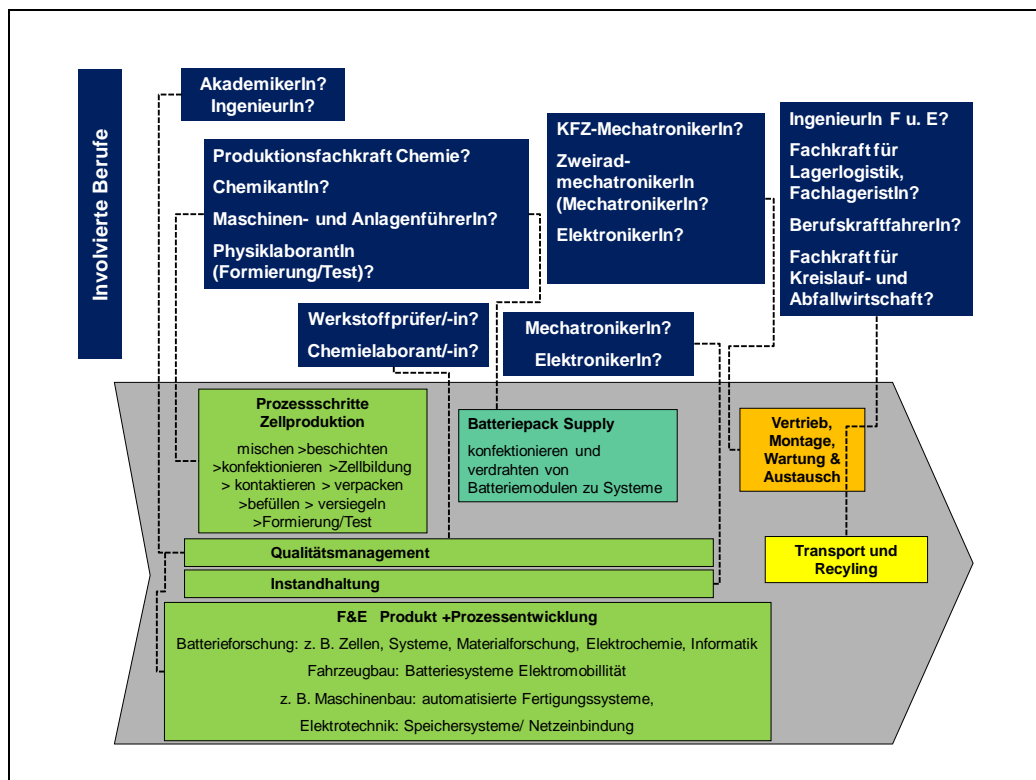 Involvierte Berufe
AkademikerIn?
IngenieurIn?
Produktionsfachkraft Chemie?
ChemikantIn?
Maschinen- und AnlagenführerIn?
PhysiklaborantIn
(Formierung/Test)?
KFZ-MechatronikerIn?
Zweirad-
mechatronikerIn
(MechatronikerIn?
ElektronikerIn?
IngenieurIn F u. E?
Fachkraft für
Lagerlogistik,
FachlageristIn?
BerufskraftfahrerIn?
Fachkraft für
Kreislauf- und
Abfallwirtschaft?
Werkstoffprüfer/-in?
Chemielaborant/-in?
MechatronikerIn?
ElektronikerIn?
Prozessschritte
Zellproduktion
mischen >beschichten
>konfektionieren >Zellbildung
> kontaktieren > verpacken
>befüllen > versiegeln
>Formierung/Test
Batteriepack Supply
konfektionieren und
verdrahten von
Batteriemodulen zu Systeme
Vertrieb,
Montage,
Wartung &
Austausch
Qualitätsmanagement
Instandhaltung
Transport und
Recyling
F&E Produkt +Prozessentwicklung
Batterieforschung: z. B. Zellen, Systeme, Materialforschung, Elektrochemie, Informatik
Fahrzeugbau: Batteriesysteme Elektromobillität
z. B. Maschinenbau: automatisierte Fertigungssysteme,
Elektrotechnik: Speichersysteme/ Netzeinbindung